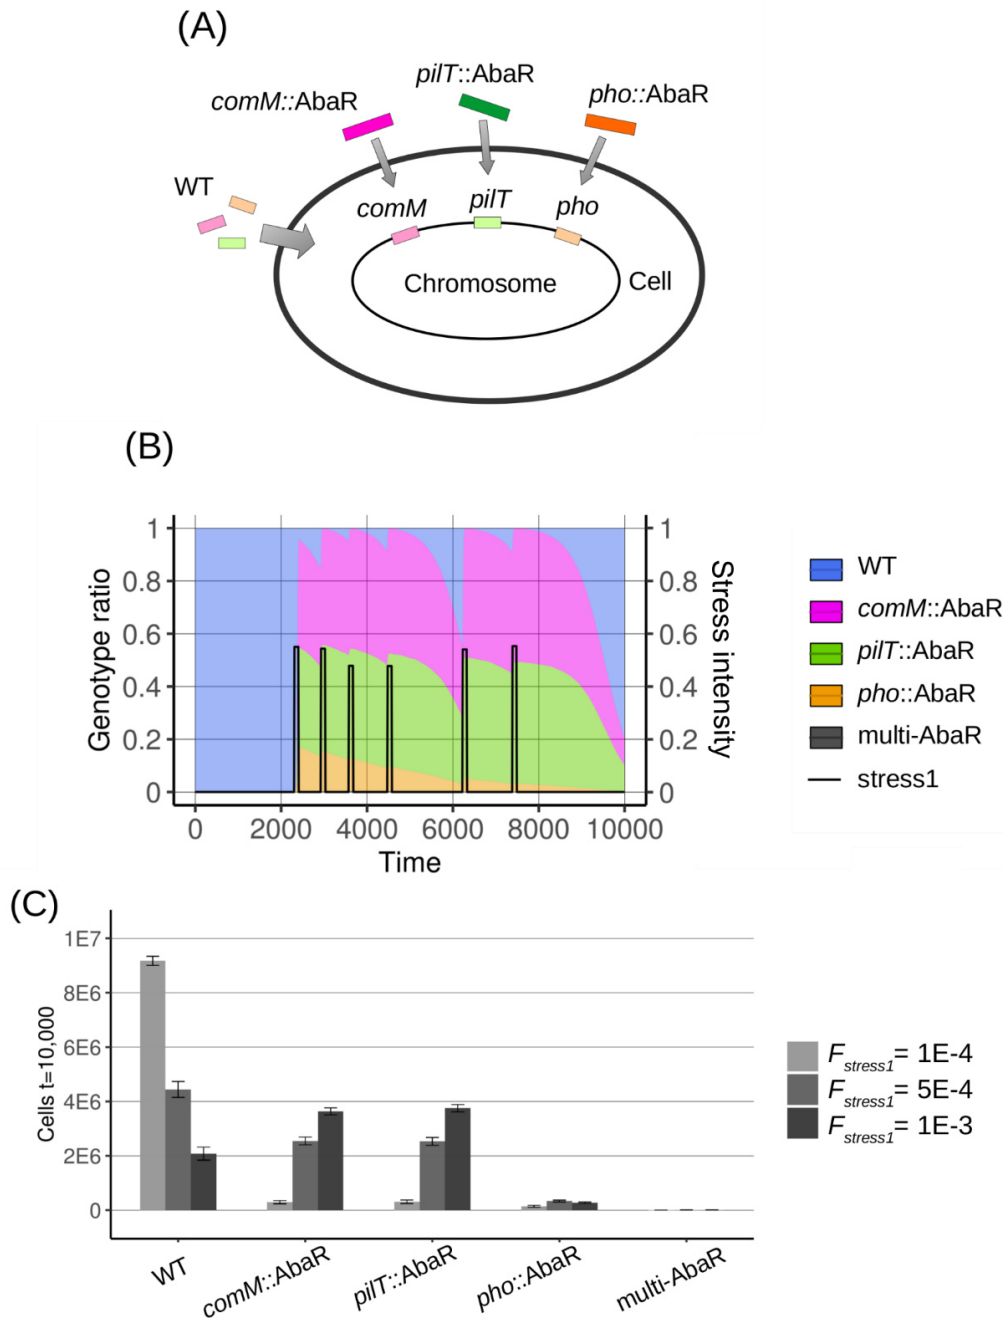 (A)
pilT::AbaR
comM::AbaR
pho::AbaR
WT
comM
pilT
pho
Chromosome
Cell
(B)
Genotype ratio
1
0.8
0.6
0.4
0.2
0
1
0.8
0.6
0.4
0.2
0
Stress intensity
0 2000 4000 6000 8000 10000
Time
WT
comM::AbaR
pilT::AbaR
pho::AbaR
multi-AbaR
stress1
(C)
Cells t=10,000
1E7
8E6
6E6
4E6
2E6
0
WT
comM::AbaR
pilT::AbaR
pho::AbaR
multi-AbaR
Fstress1= 1E-4
Fstress1= 5E-4
Fstress1= 1E-3